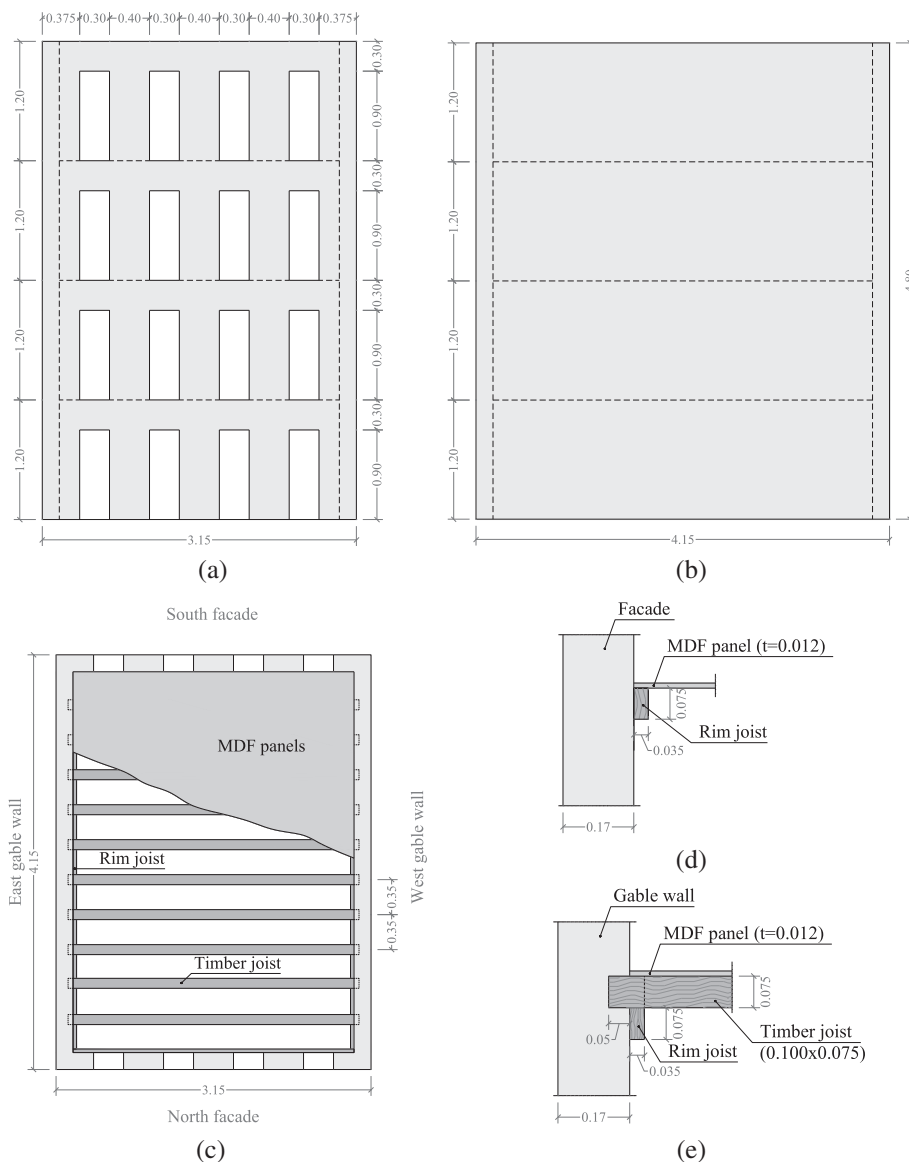 0.375 0.30 0.40 0.30 0.40 0.30 0.40 0.30 0.375
1.20
1.20
1.20
1.20
0.30
0.90
0.30
0.90
0.30
0.90
0.30
0.90
3.15
(a)
1.20
1.20
1.20
1.20
4.15
(b)
South facade
MDF panels
Rim joist
Timber joist
East gable wall
4.15
West gable wall
0.35
0.35
3.15
North facade
(c)
Facade
MDF panel (t=0.012)
0.075
Rim joist
0.035
0.17
(d)
Gable wall
MDF panel (t=0.012)
0.075
0.075
0.05
Timber joist
(0.100x0.075)
Rim joist
0.035
0.17
(e)